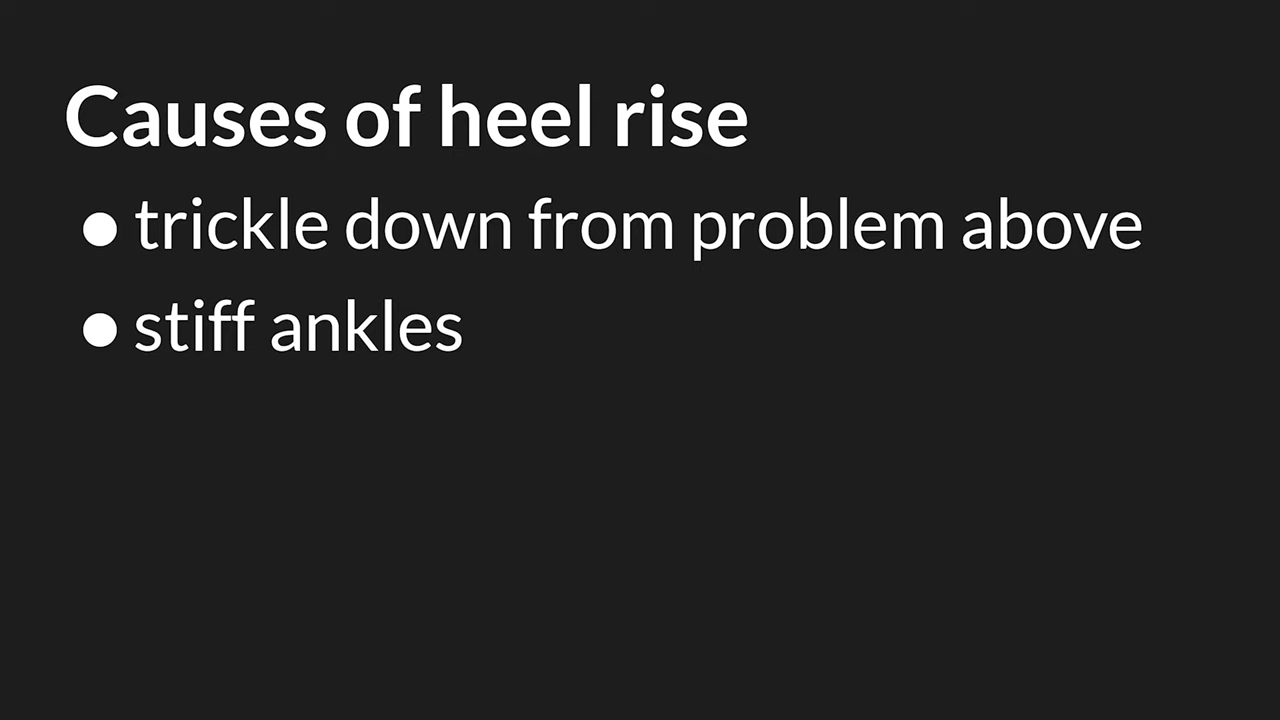 Causes of heel rise
● trickle down from problem above
● stiff ankles